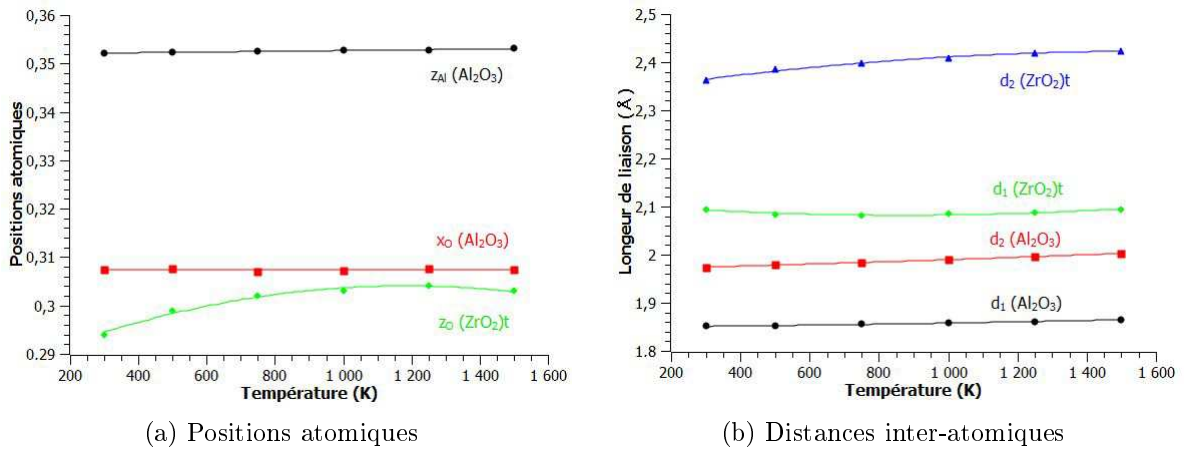 0,36
0,35
0,34
0,33
0,32
0,31
0,3
0.29
Positions atomiques
z_Al (Al₂O₃)
x_O (Al₂O₃)
z_O (ZrO₂)t
200 400 600 800 1 000 1 200 1 400 1 600
Température (K)
(a) Positions atomiques
2,5
2,4
2,3
2,2
2,1
2
1,9
1.8
Longeur de liaison (Å)
d₂ (ZrO₂)t
d₁ (ZrO₂)t
d₂ (Al₂O₃)
d₁ (Al₂O₃)
200 400 600 800 1 000 1 200 1 400 1 600
Température (K)
(b) Distances inter-atomiques